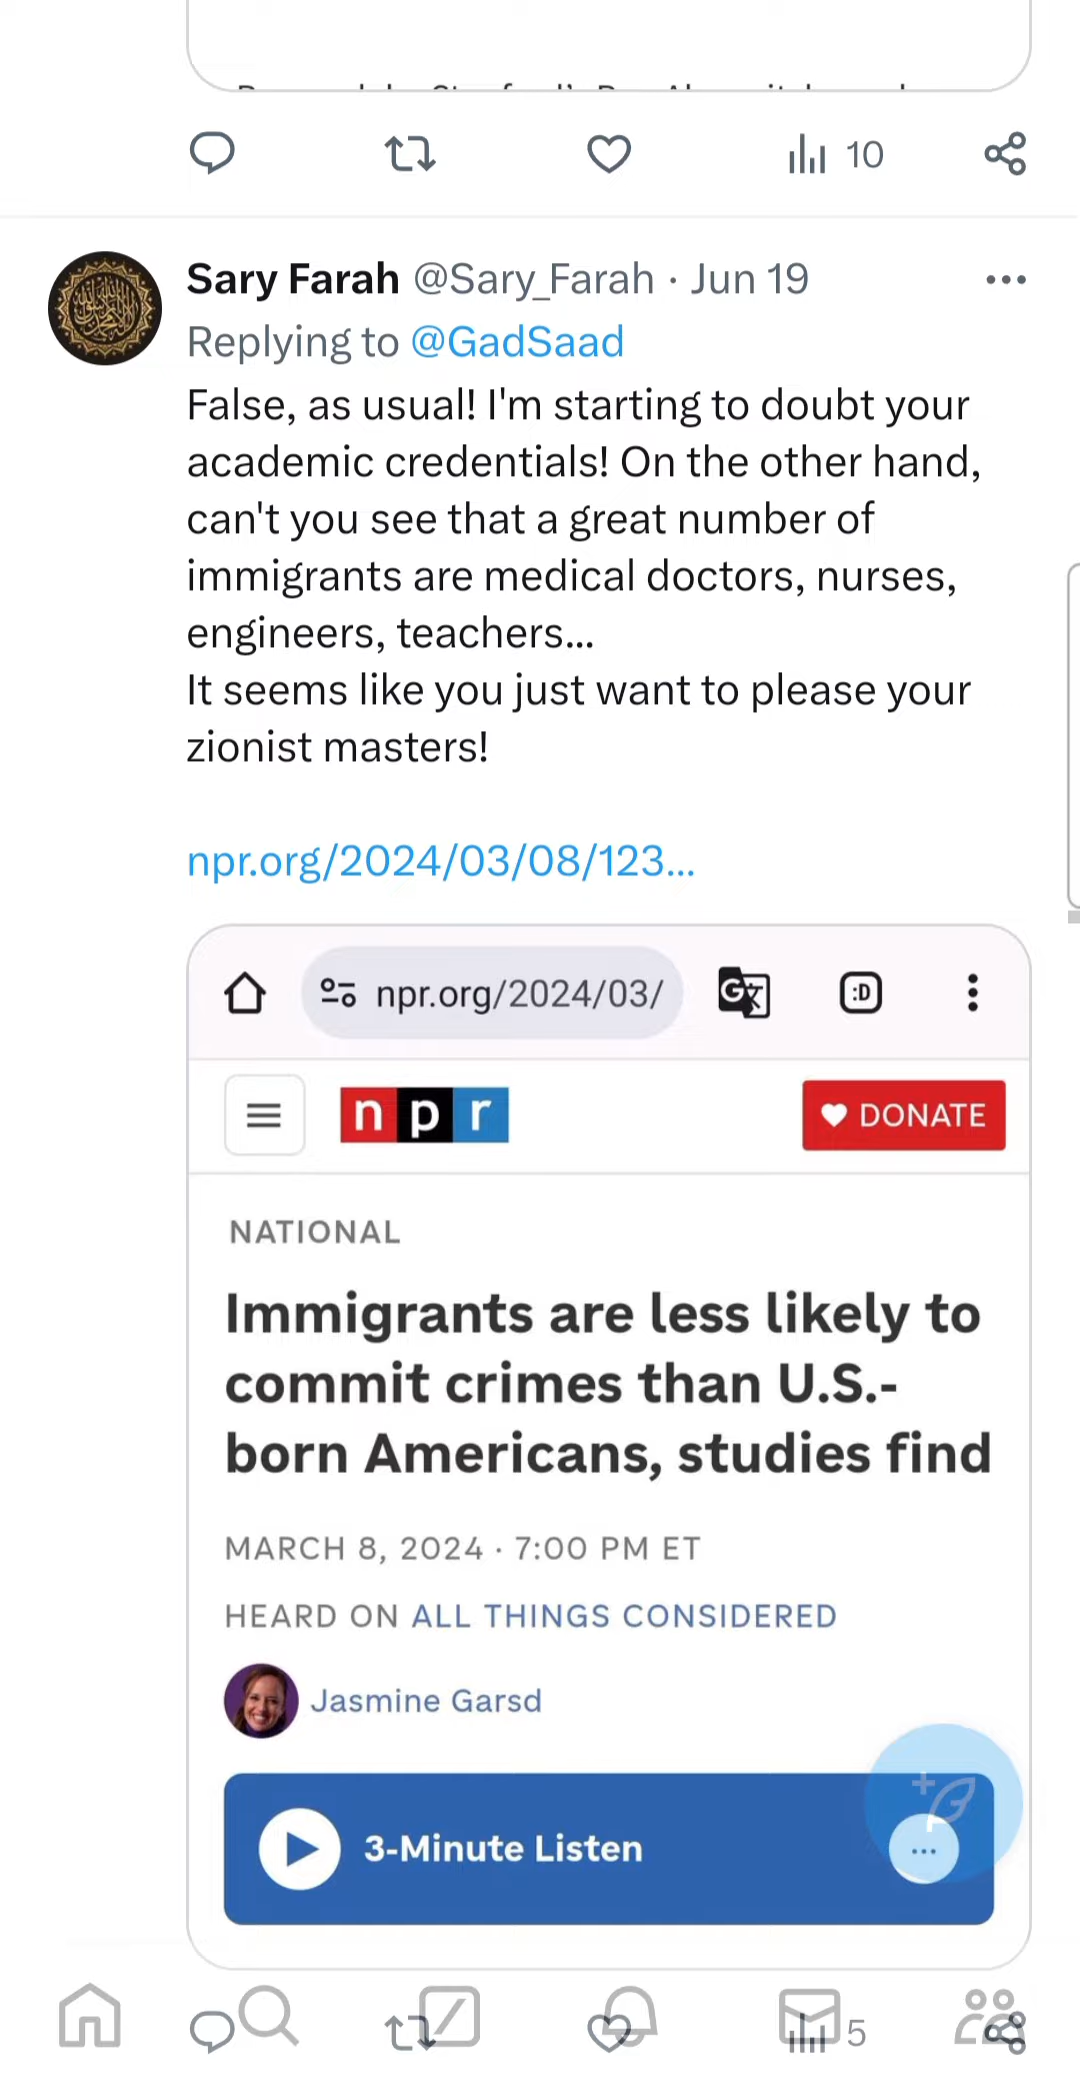 10
Sary Farah @Sary_Farah · Jun 19
Replying to @GadSaad
False, as usual! I'm starting to doubt your
academic credentials! On the other hand,
can't you see that a great number of
immigrants are medical doctors, nurses,
engineers, teachers...
It seems like you just want to please your
zionist masters!
npr.org/2024/03/08/123...
npr.org/2024/03/
:D
npr
DONATE
NATIONAL
Immigrants are less likely to
commit crimes than U.S.-
born Americans, studies find
MARCH 8, 2024 · 7:00 PM ET
HEARD ON ALL THINGS CONSIDERED
Jasmine Garsd
3-Minute Listen
5